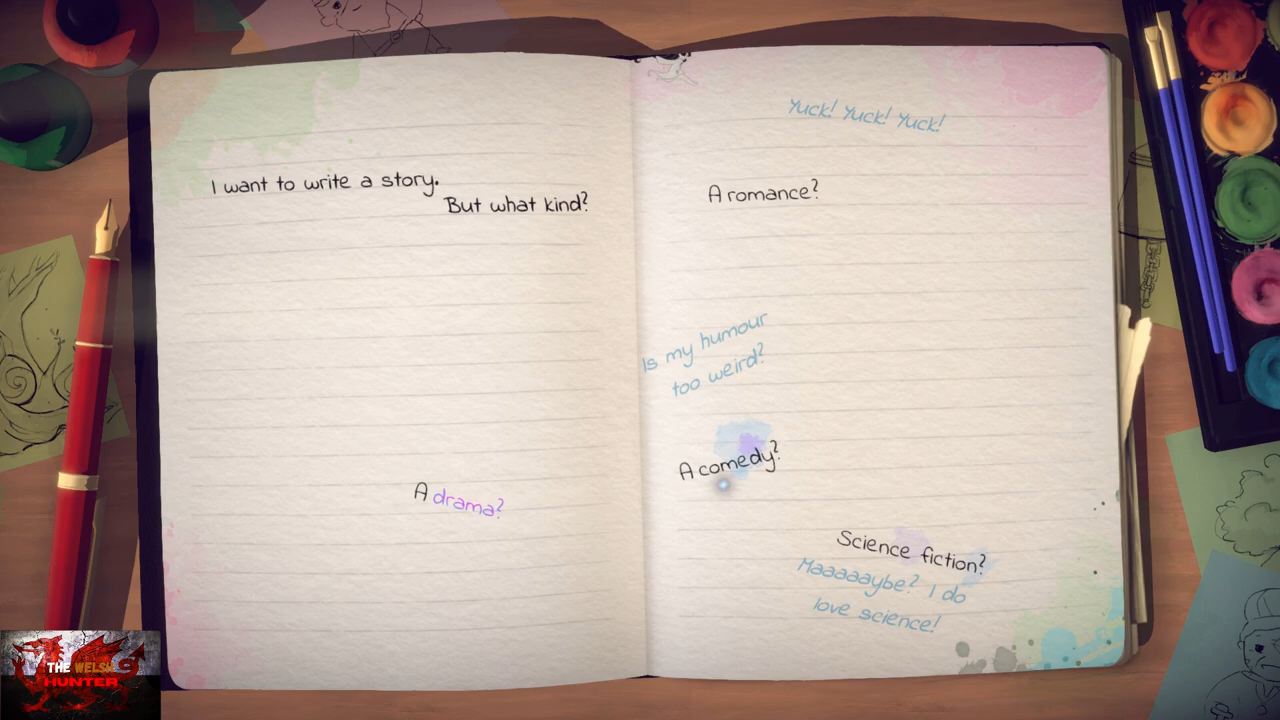 I want to write a story.
But what kind?
A drama?
Yuck! Yuck! Yuck!
A romance?
Is my humour
too weird?
A comedy?
Science fiction?
Maaaaaybe? I do
love science!
THE WELSH
HUNTER